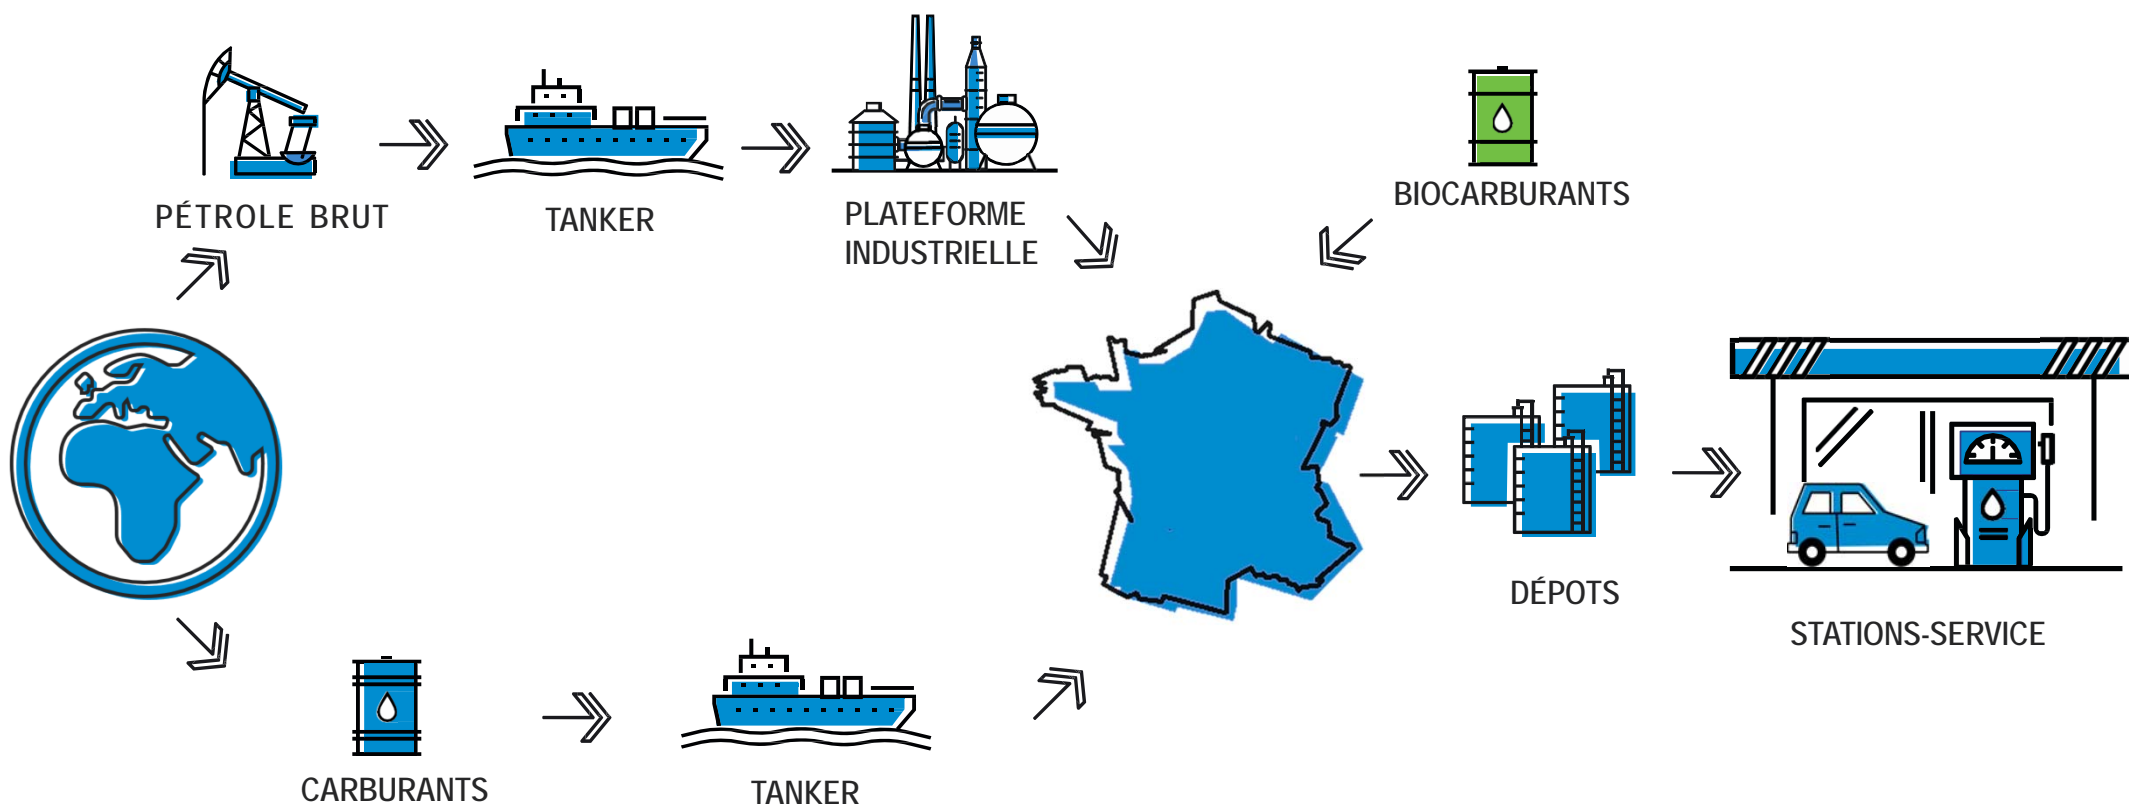 PÉTROLE BRUT
TANKER
PLATEFORME
INDUSTRIELLE
BIOCARBURANTS
DÉPOTS
STATIONS-SERVICE
CARBURANTS
TANKER